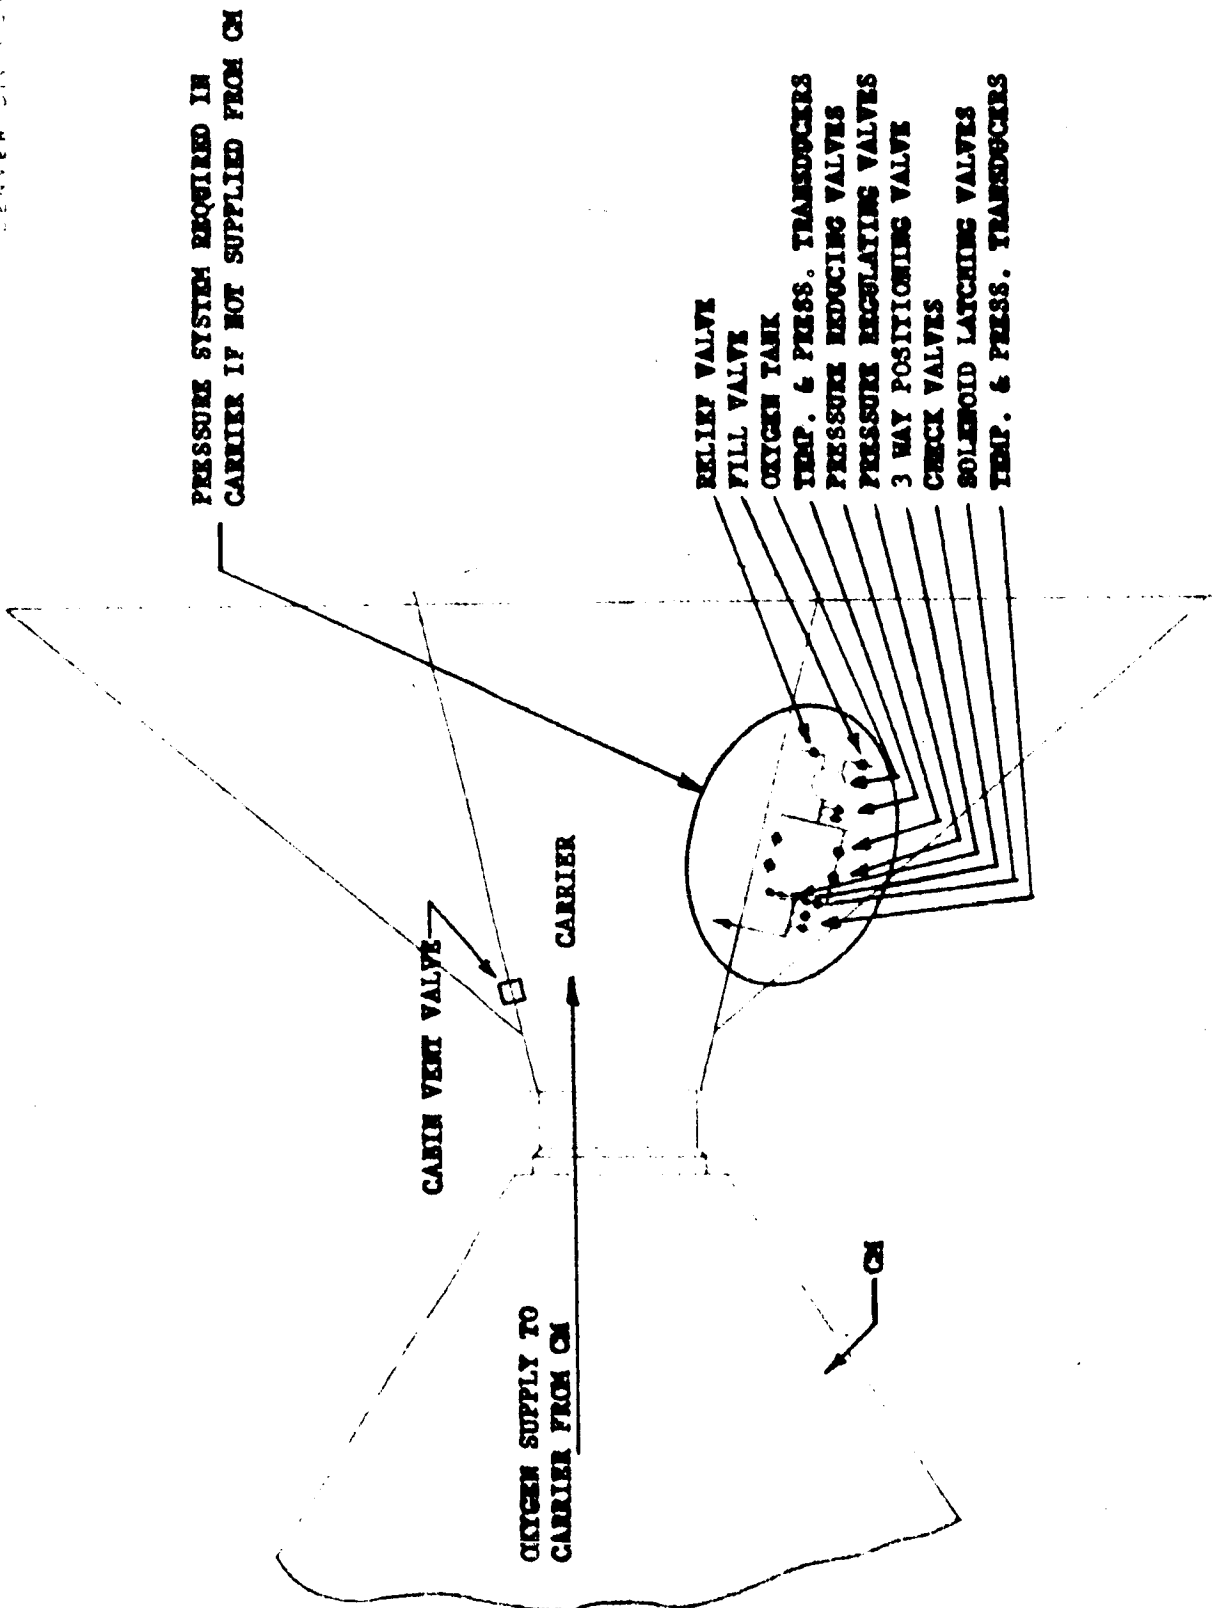 PRESSURE SYSTEM REQUIRED IN
CARRIER IF NOT SUPPLIED FROM CM
RELIEF VALVE
FILL VALVE
OXYGEN TANK
TEMP. & PRESS. TRANSDUCERS
PRESSURE REDUCING VALVES
PRESSURE REGULATING VALVES
3 WAY POSITIONING VALVE
CHECK VALVES
SOLENOID LATCHING VALVES
TEMP. & PRESS. TRANSDUCERS
CABIN VENT VALVE
CARRIER
OXYGEN SUPPLY TO
CARRIER FROM CM
CM